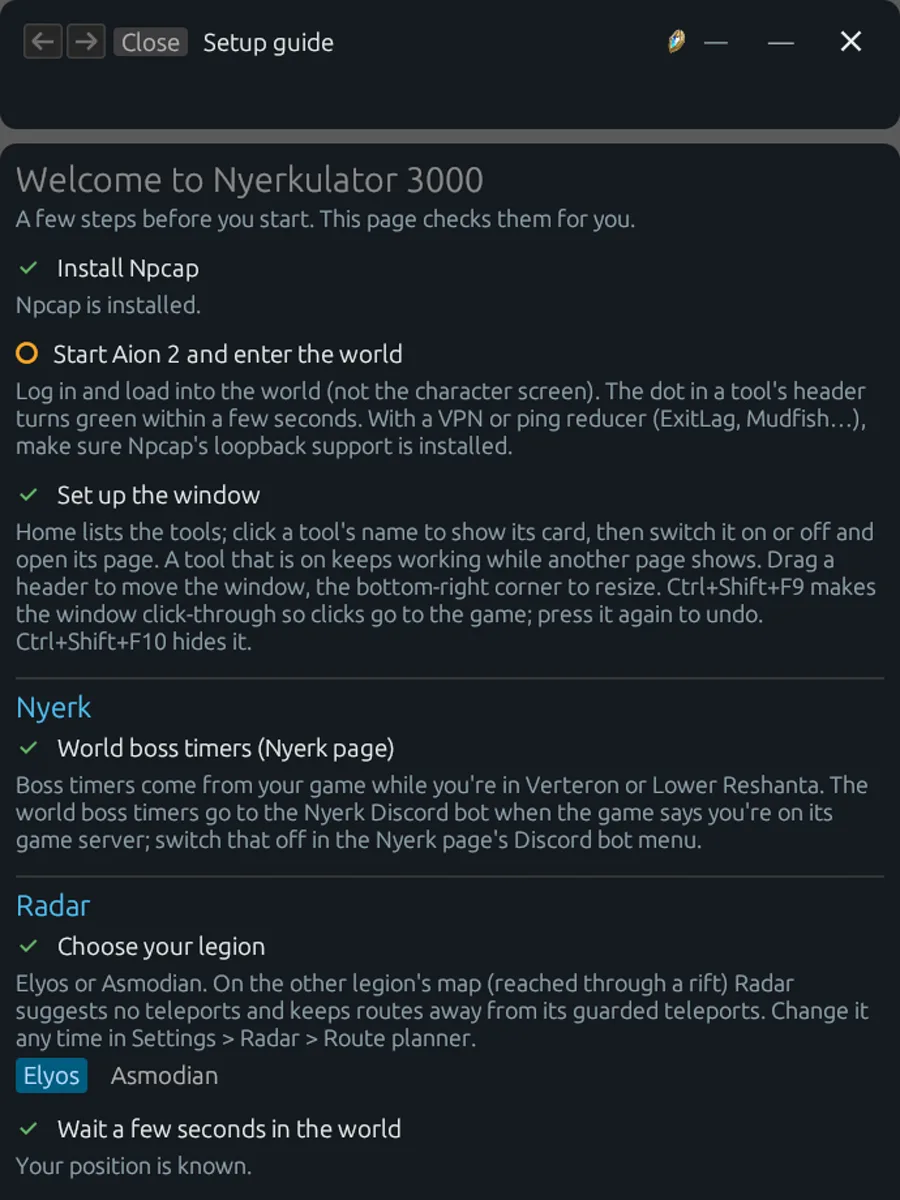 Close Setup guide
Welcome to Nyerkulator 3000
A few steps before you start. This page checks them for you.
Install Npcap
Npcap is installed.
Start Aion 2 and enter the world
Log in and load into the world (not the character screen). The dot in a tool's header
turns green within a few seconds. With a VPN or ping reducer (ExitLag, Mudfish...),
make sure Npcap's loopback support is installed.
Set up the window
Home lists the tools; click a tool's name to show its card, then switch it on or off and
open its page. A tool that is on keeps working while another page shows. Drag a
header to move the window, the bottom-right corner to resize. Ctrl+Shift+F9 makes
the window click-through so clicks go to the game; press it again to undo.
Ctrl+Shift+F10 hides it.
Nyerk
World boss timers (Nyerk page)
Boss timers come from your game while you're in Verteron or Lower Reshanta. The
world boss timers go to the Nyerk Discord bot when the game says you're on its
game server; switch that off in the Nyerk page's Discord bot menu.
Radar
Choose your legion
Elyos or Asmodian. On the other legion's map (reached through a rift) Radar
suggests no teleports and keeps routes away from its guarded teleports. Change it
any time in Settings > Radar > Route planner.
Elyos Asmodian
Wait a few seconds in the world
Your position is known.